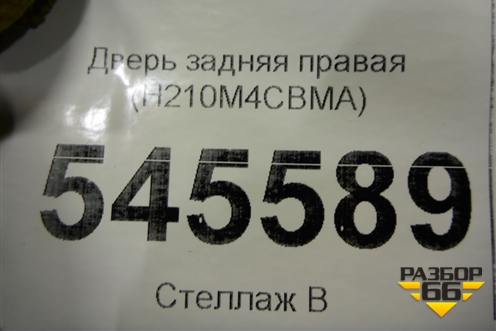 Дверь задняя правая
(H210M4CBMA)
545589
Стеллаж В
РАЗБОР
66